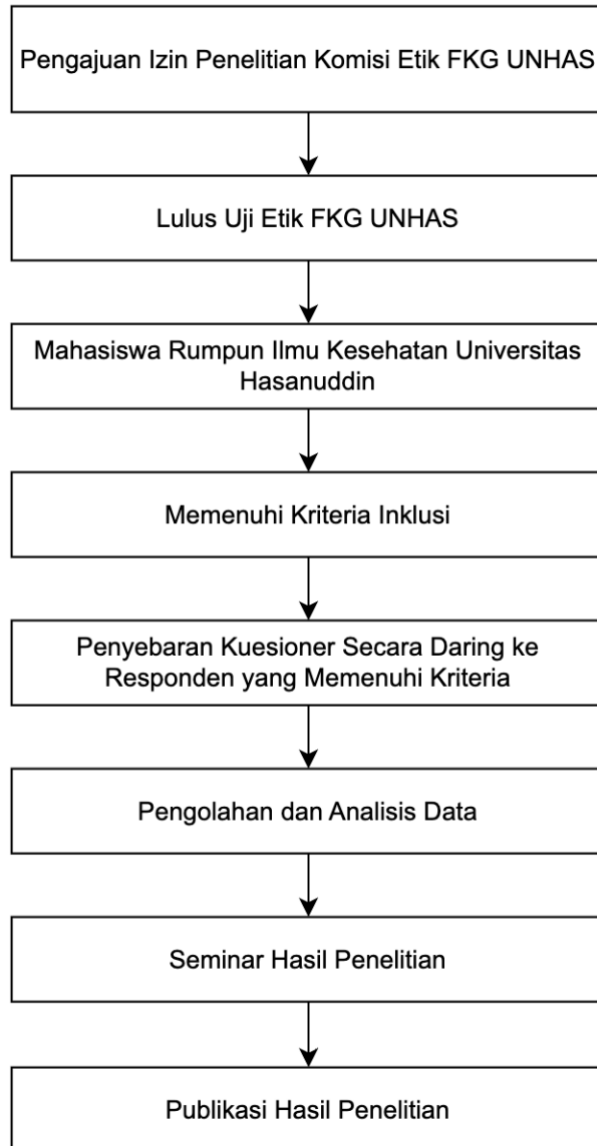 Pengajuan Izin Penelitian Komisi Etik FKG UNHAS
Lulus Uji Etik FKG UNHAS
Mahasiswa Rumpun Ilmu Kesehatan Universitas
Hasanuddin
Memenuhi Kriteria Inklusi
Penyebaran Kuesioner Secara Daring ke
Responden yang Memenuhi Kriteria
Pengolahan dan Analisis Data
Seminar Hasil Penelitian
Publikasi Hasil Penelitian